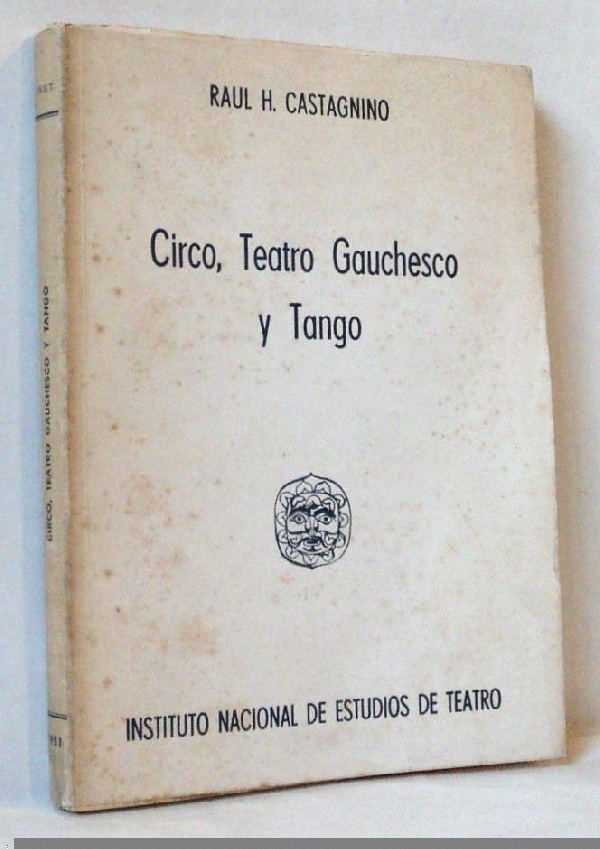 RAUL H. CASTAGNINO
Circo, Teatro Gauchesco
y Tango
INSTITUTO NACIONAL DE ESTUDIOS DE TEATRO
CIRCO, TEATRO GAUCHESCO Y TANGO